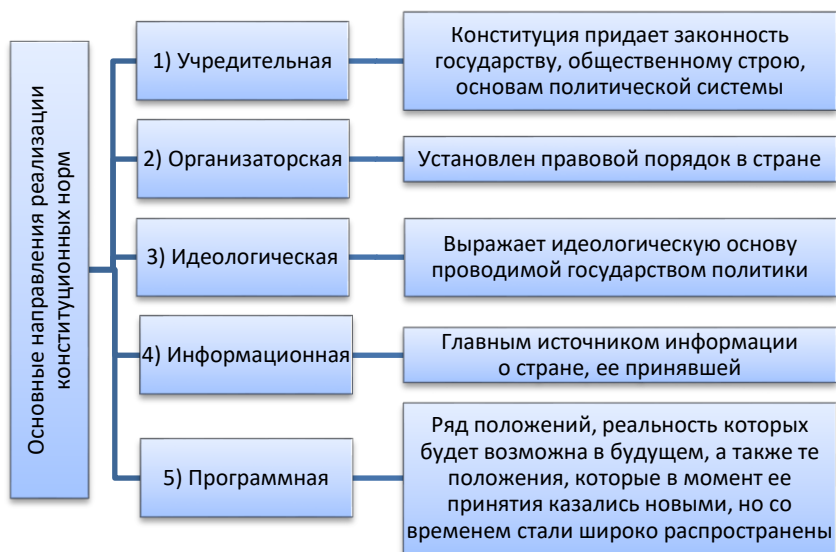 Основные направления реализации
конституционных норм
1) Учредительная
Конституция придает законность
государству, общественному строю,
основам политической системы
2) Организаторская
Установлен правовой порядок в стране
3) Идеологическая
Выражает идеологическую основу
проводимой государством политики
4) Информационная
Главным источником информации
о стране, ее принявшей
5) Программная
Ряд положений, реальность которых
будет возможна в будущем, а также те
положения, которые в момент ее
принятия казались новыми, но со
временем стали широко распространены